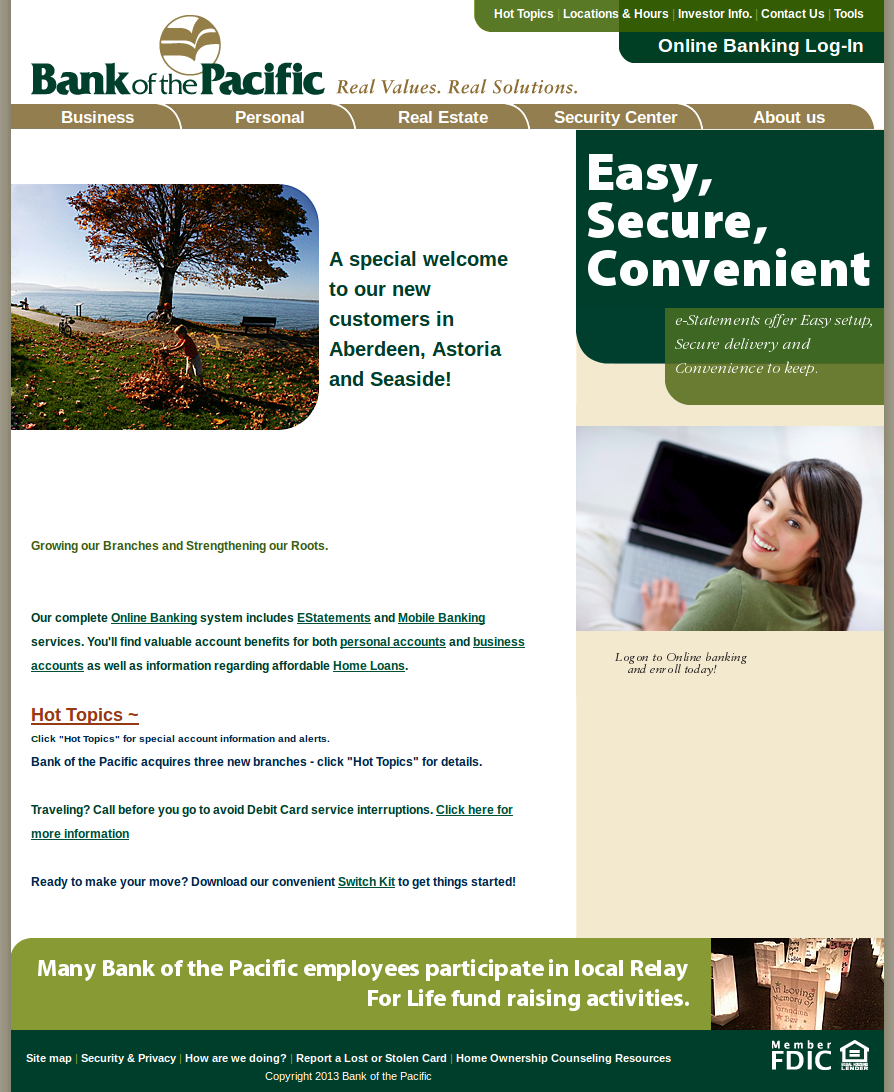 Hot Topics | Locations & Hours | Investor Info. | Contact Us | Tools
Online Banking Log-In
Bank of the Pacific Real Values. Real Solutions.
Business Personal Real Estate Security Center About us
Easy,
Secure,
Convenient
e-Statements offer Easy setup,
Secure delivery and
Convenience to keep.
A special welcome
to our new
customers in
Aberdeen, Astoria
and Seaside!
Growing our Branches and Strengthening our Roots.
Our complete Online Banking system includes EStatements and Mobile Banking
services. You'll find valuable account benefits for both personal accounts and business
accounts as well as information regarding affordable Home Loans.
Logon to Online banking
and enroll today!
Hot Topics ~
Click "Hot Topics" for special account information and alerts.
Bank of the Pacific acquires three new branches - click "Hot Topics" for details.
Traveling? Call before you go to avoid Debit Card service interruptions. Click here for
more information
Ready to make your move? Download our convenient Switch Kit to get things started!
Many Bank of the Pacific employees participate in local Relay
For Life fund raising activities.
In Loving
Memory of
Grandma
Bev
Site map | Security & Privacy | How are we doing? | Report a Lost or Stolen Card | Home Ownership Counseling Resources
Copyright 2013 Bank of the Pacific
Member
FDIC
EQUAL HOUSING
LENDER